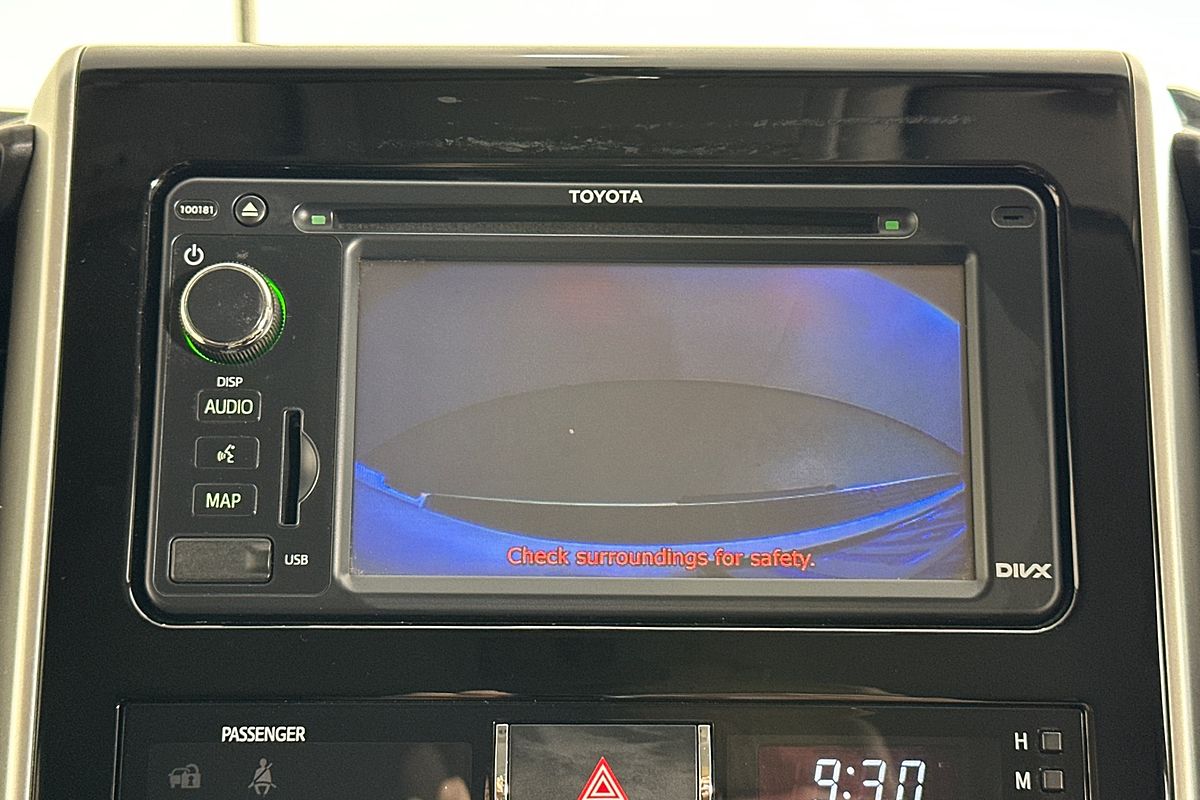 TOYOTA
100181
DISP
AUDIO
MAP
USB
Check surroundings for safety.
DIVX
PASSENGER
9:30
H
M